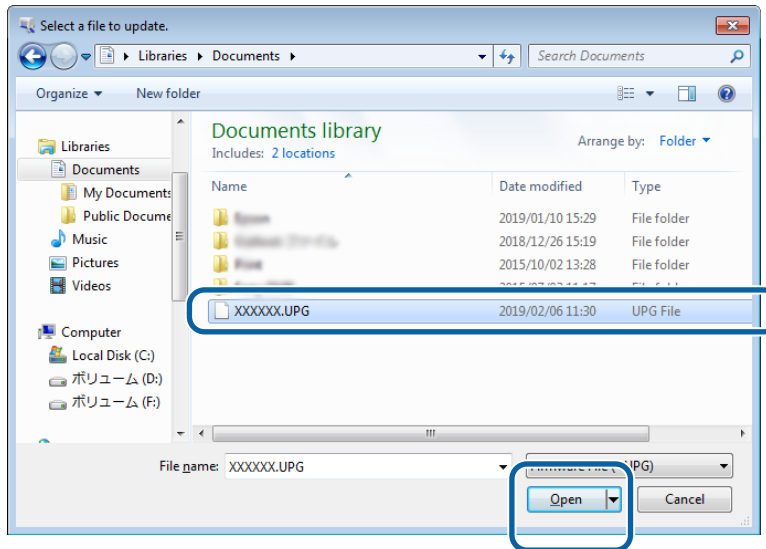 Select a file to update.
Libraries Documents Search Documents
Organize New folder
Libraries
Documents
My Documents
Public Docume
Music
Pictures
Videos
Computer
Local Disk (C:)
ボリューム (D:)
ボリューム (F:)
Documents library
Includes: 2 locations
Arrange by: Folder
Name Date modified Type
2019/01/10 15:29 File folder
2018/12/26 15:19 File folder
2015/10/02 13:28 File folder
XXXXXX.UPG 2019/02/06 11:30 UPG File
File name: XXXXXX.UPG
UPG)
Open Cancel